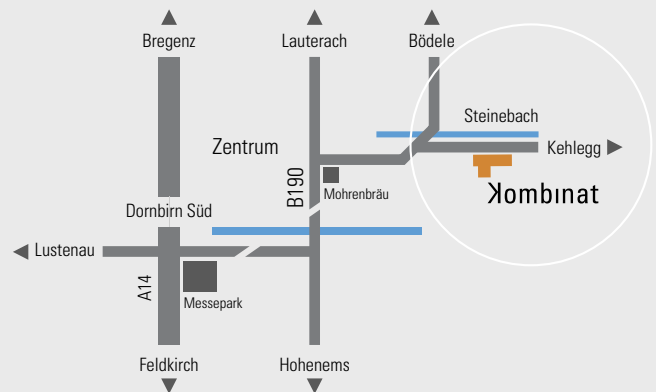 Bregenz
Lauterach
Bödele
Steinebach
Zentrum
Kehlegg
B190
Mohrenbräu
Kombinat
Dornbirn Süd
Lustenau
A14
Messepark
Feldkirch
Hohenems